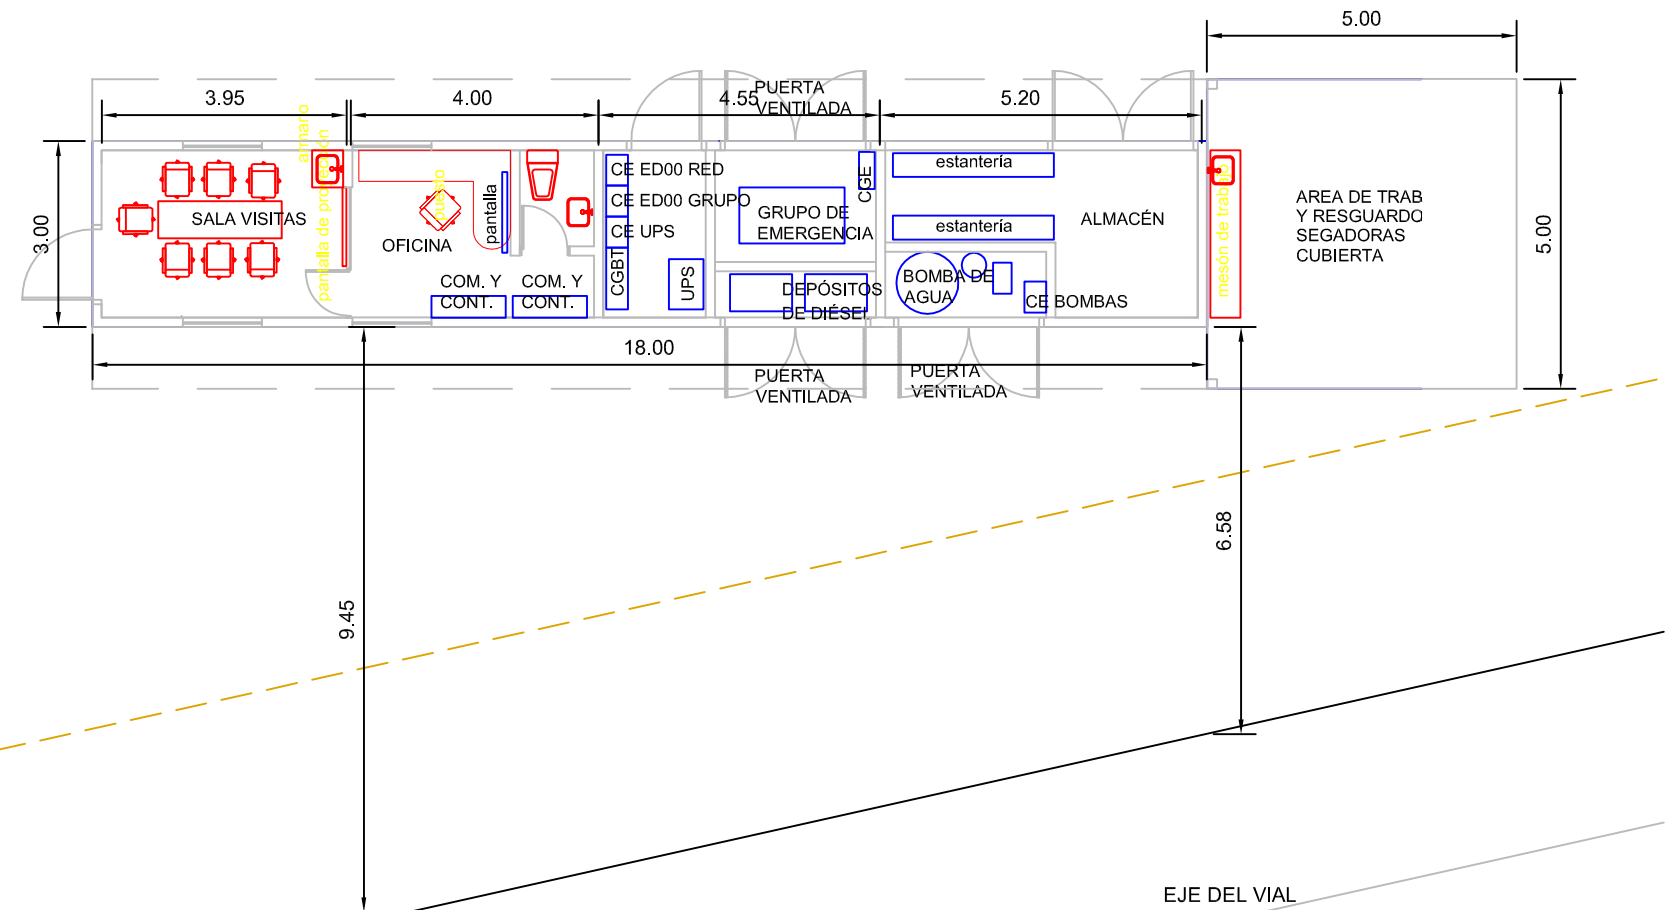 5.00
3.95
4.00
4.55
5.20
PUERTA
VENTILADA
armario
pantalla de proyección
3.00
SALA VISITAS
puesto
OFICINA
pantalla
COM. Y
CONT.
COM. Y
CONT.
CE ED00 RED
CE ED00 GRUPO
CE UPS
CGBT
UPS
CGE
GRUPO DE
EMERGENCIA
DEPÓSITOS
DE DIÉSEL
estantería
estantería
ALMACÉN
BOMBA DE
AGUA
CE BOMBAS
mesón de trabajo
AREA DE TRAB
Y RESGUARDO
SEGADORAS
CUBIERTA
5.00
18.00
PUERTA
VENTILADA
PUERTA
VENTILADA
9.45
6.58
EJE DEL VIAL